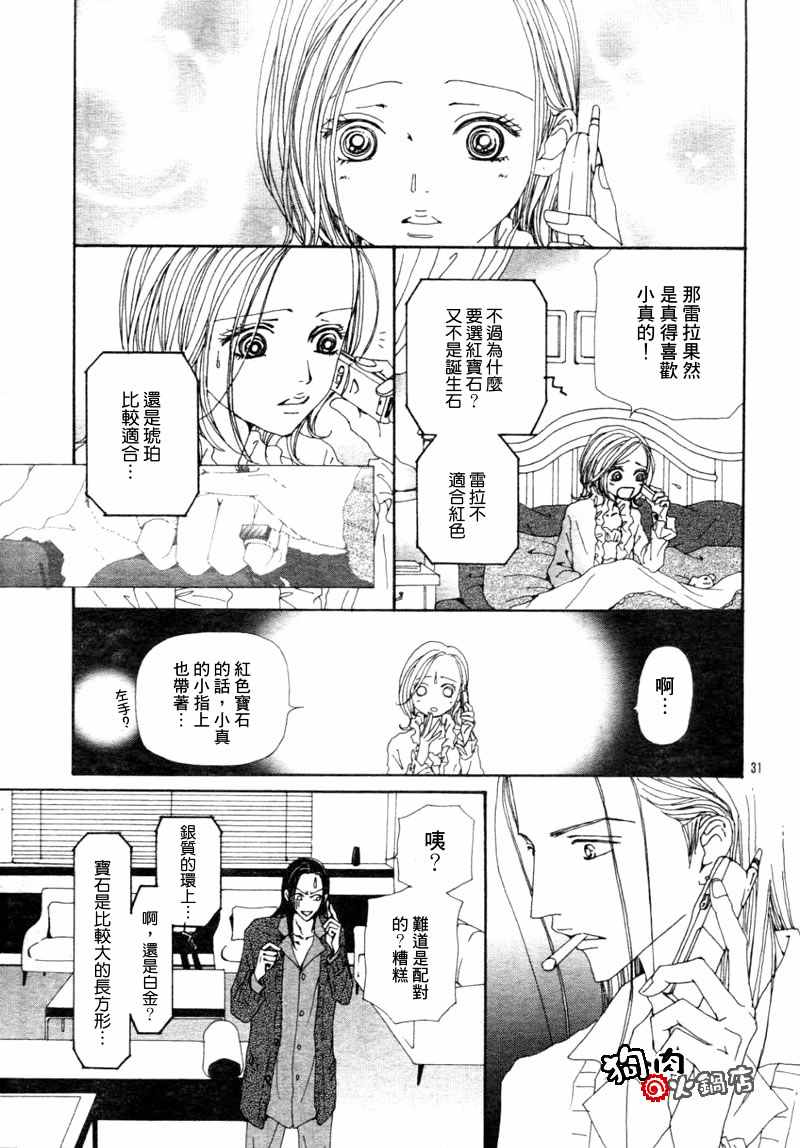 那雷拉果然
是真得喜歡
小真的！
不過為什麼
要選紅寶石？
又不是誕生石
雷拉不
適合紅色
還是琥珀
比較適合…
啊…
紅色寶石
的話，小真
的小指上
也帶著…
左手？
31
咦？
難道是配對
的？糟糕
銀質的環上…
啊，還是白金？
寶石是比較大的長方形…
狗肉
火鍋店